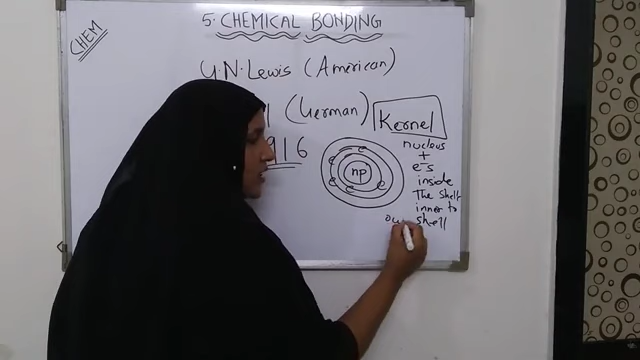 CHEM
5. CHEMICAL BONDING
G.N. Lewis (American)
(German)
916
Kernel
nucleus
+
e⁻s
inside
The shell
inner to
shell
np
e
e
e
e